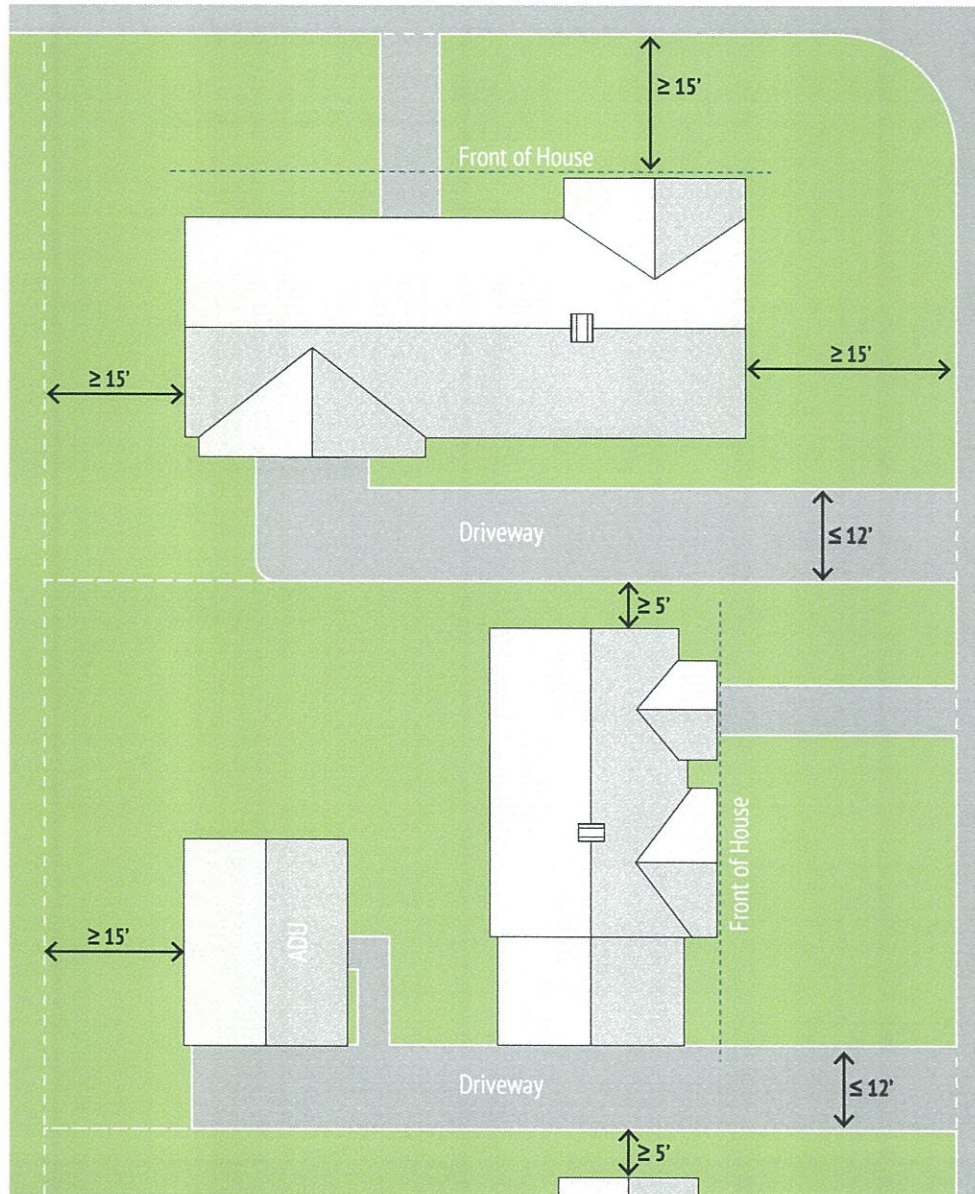 ≥ 15'
Front of House
≥ 15'
≥ 15'
Driveway
≤ 12'
≥ 5'
Front of House
ADU
≥ 15'
Driveway
≤ 12'
≥ 5'